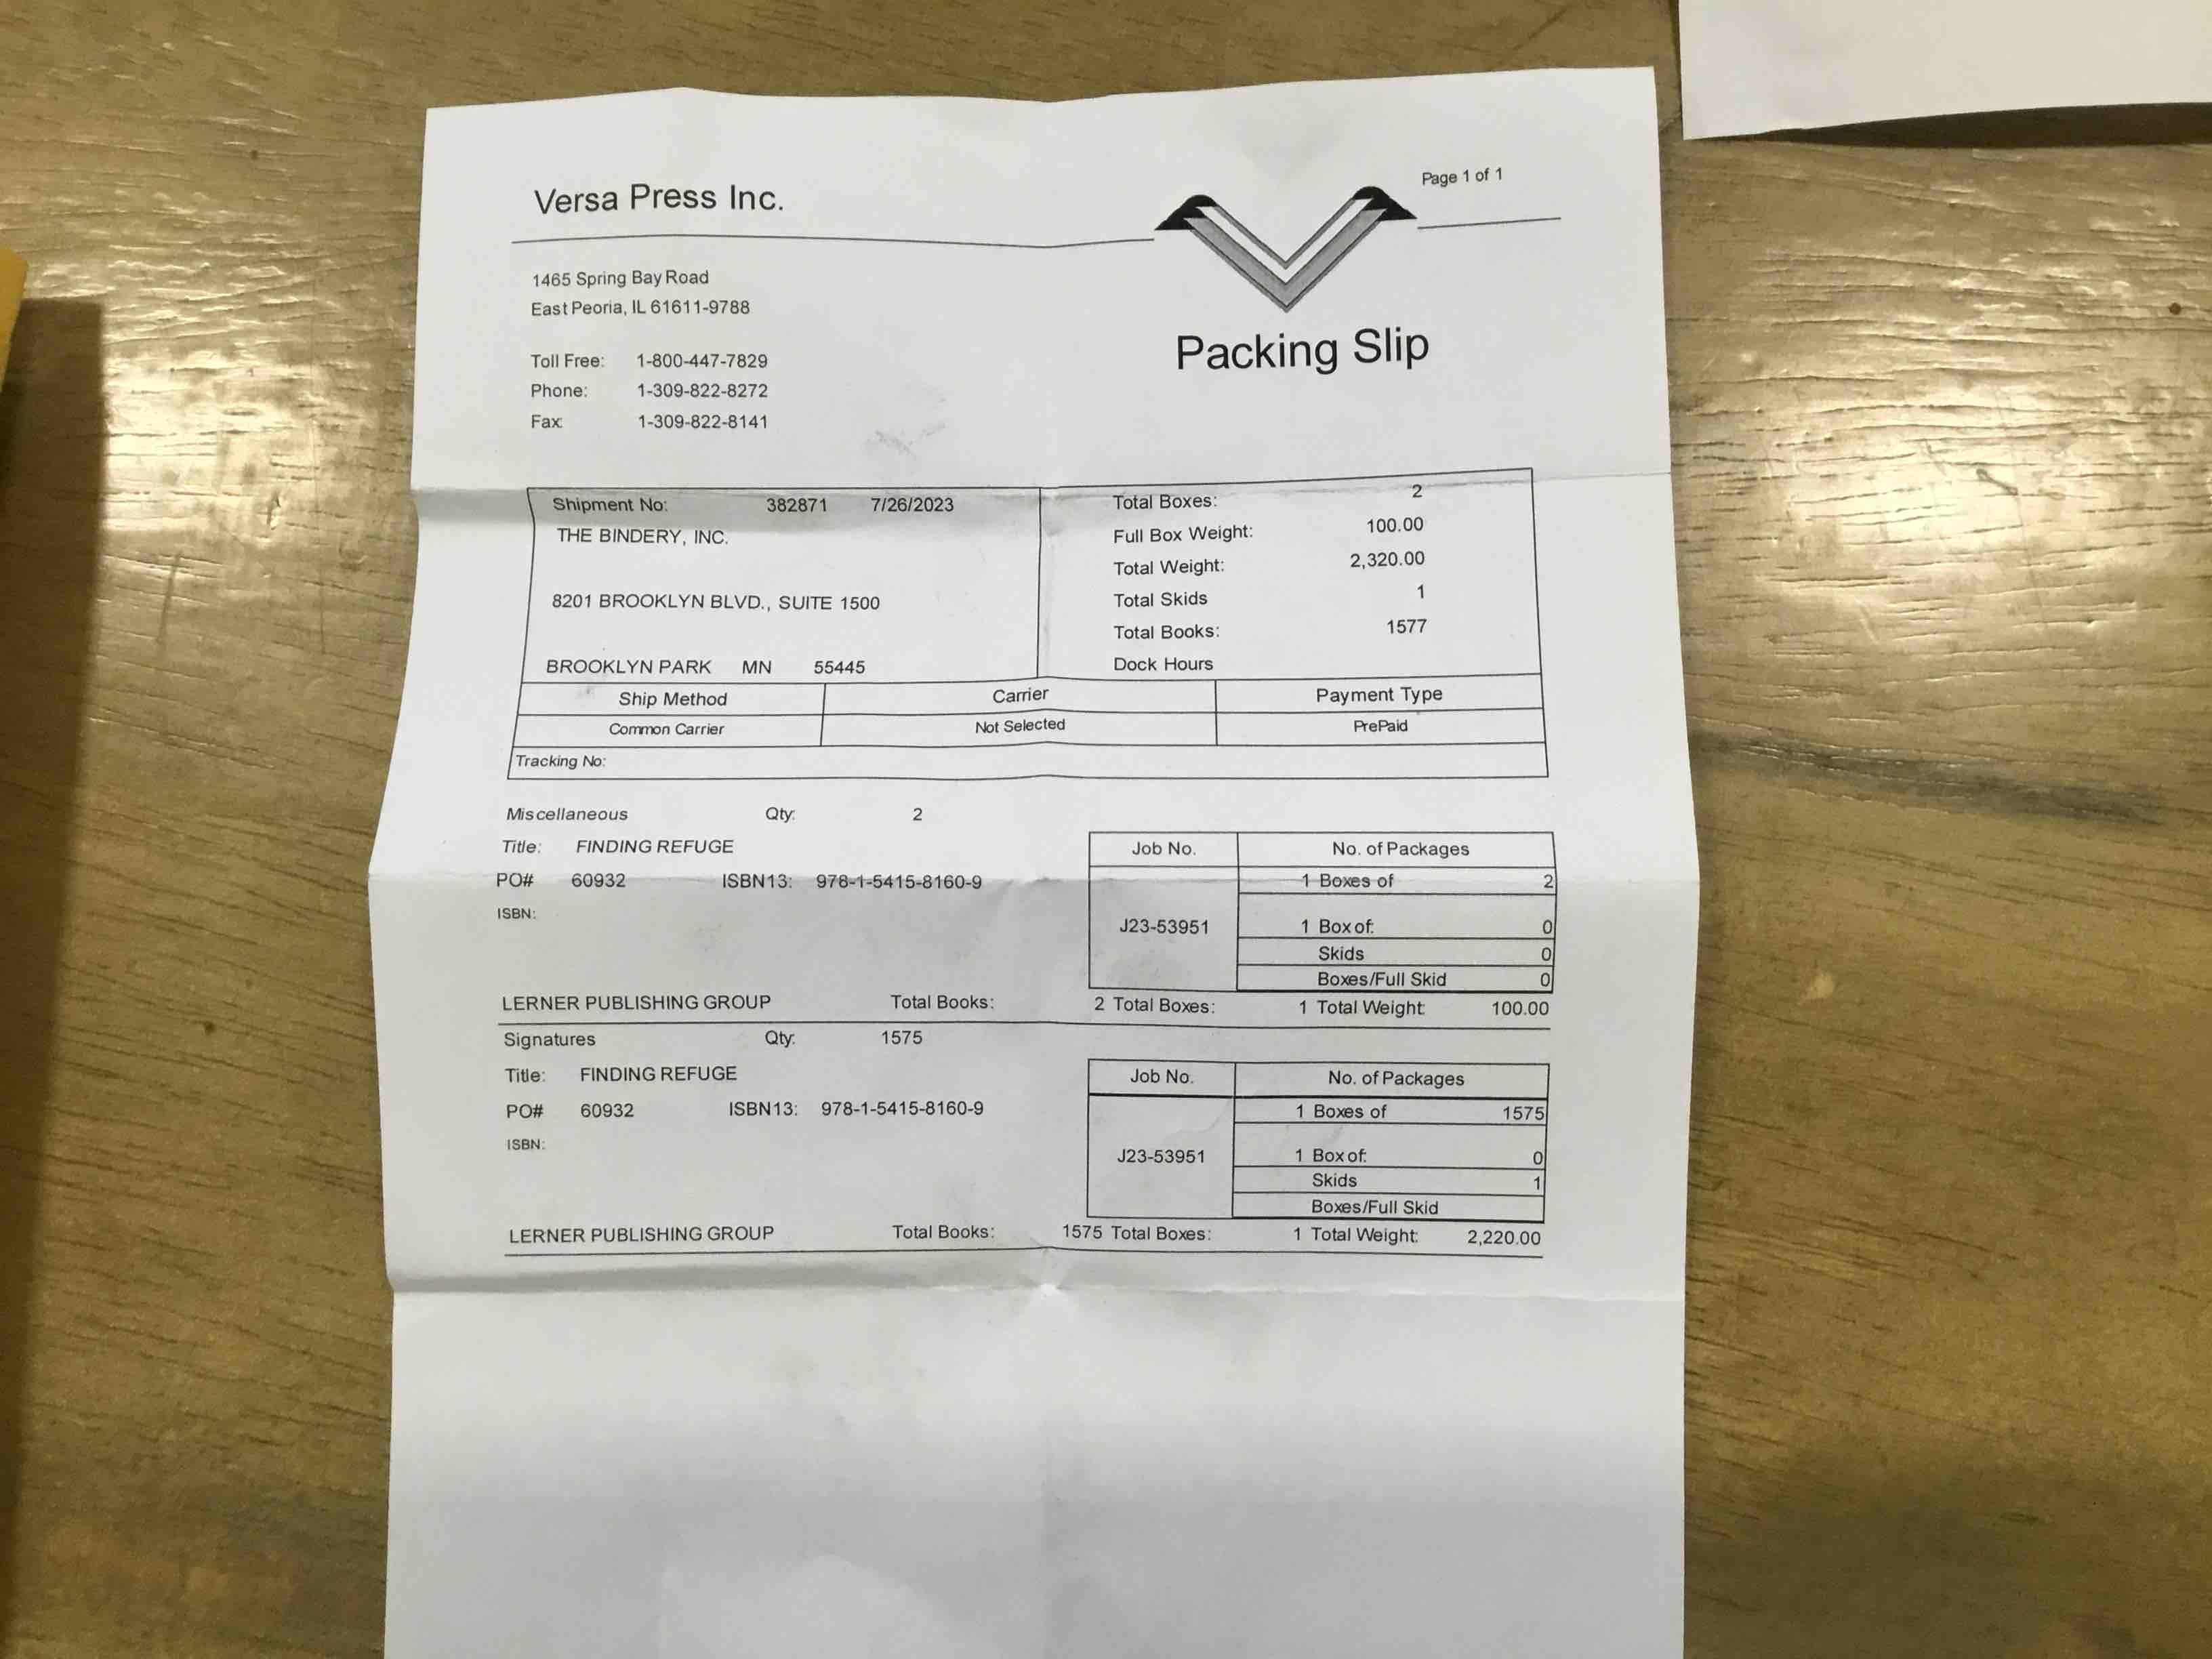 Page 1 of 1
Versa Press Inc.
1465 Spring Bay Road
East Peoria, IL 61611-9788
Packing Slip
Toll Free: 1-800-447-7829
Phone: 1-309-822-8272
Fax: 1-309-822-8141
Shipment No: 382871 7/26/2023
THE BINDERY, INC.
8201 BROOKLYN BLVD., SUITE 1500
BROOKLYN PARK MN 55445
Total Boxes: 2
Full Box Weight: 100.00
Total Weight: 2,320.00
Total Skids 1
Total Books: 1577
Dock Hours
Ship Method Carrier Payment Type
Common Carrier Not Selected PrePaid
Tracking No:
Miscellaneous Qty: 2
Title: FINDING REFUGE
PO# 60932 ISBN13: 978-1-5415-8160-9
ISBN:
Job No. No. of Packages
1 Boxes of 2
J23-53951 1 Box of: 0
Skids 0
Boxes/Full Skid 0
LERNER PUBLISHING GROUP Total Books: 2 Total Boxes: 1 Total Weight: 100.00
Signatures Qty: 1575
Title: FINDING REFUGE
PO# 60932 ISBN13: 978-1-5415-8160-9
ISBN:
Job No. No. of Packages
1 Boxes of 1575
J23-53951 1 Box of: 0
Skids 1
Boxes/Full Skid
LERNER PUBLISHING GROUP Total Books: 1575 Total Boxes: 1 Total Weight: 2,220.00